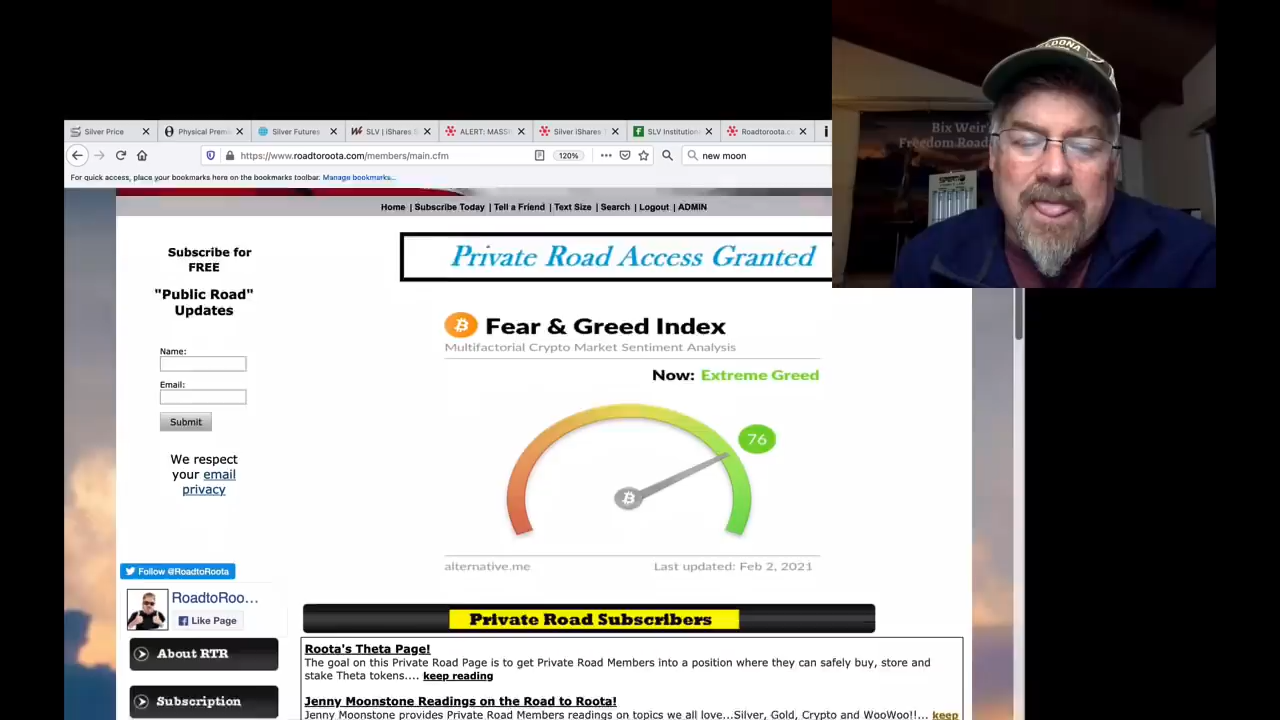 Silver Price
Physical Premi
Silver Futures
SLV | iShares S
ALERT: MASSI
Silver iShares
SLV Institution
Roadtoroota.co
https://www.roadtoroota.com/members/main.cfm
120%
new moon
For quick access, place your bookmarks here on the bookmarks toolbar. Manage bookmarks...
Home | Subscribe Today | Tell a Friend | Text Size | Search | Logout | ADMIN
Bix Weir's
Freedom Road
Subscribe for
FREE
"Public Road"
Updates
Name:
Email:
Submit
We respect
your email
privacy
Private Road Access Granted
Fear & Greed Index
Multifactorial Crypto Market Sentiment Analysis
Now: Extreme Greed
76
alternative.me
Last updated: Feb 2, 2021
Follow @RoadtoRoota
RoadtoRoo...
Like Page
About RTR
Subscription
Private Road Subscribers
Roota's Theta Page!
The goal on this Private Road Page is to get Private Road Members into a position where they can safely buy, store and
stake Theta tokens.... keep reading
Jenny Moonstone Readings on the Road to Roota!
Jenny Moonstone provides Private Road Members readings on topics we all love...Silver, Gold, Crypto and WooWoo!!... keep